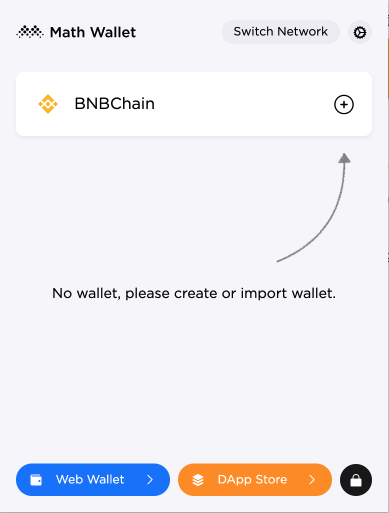 Math Wallet
Switch Network
BNBChain
No wallet, please create or import wallet.
Web Wallet
DApp Store